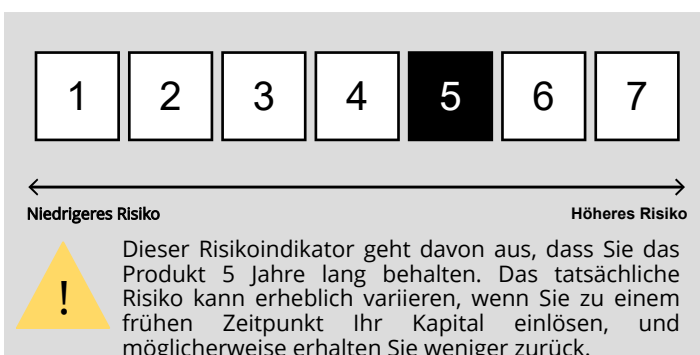 1 2 3 4 5 6 7
Niedrigeres Risiko Höheres Risiko
!
Dieser Risikoindikator geht davon aus, dass Sie das
Produkt 5 Jahre lang behalten. Das tatsächliche
Risiko kann erheblich variieren, wenn Sie zu einem
frühen Zeitpunkt Ihr Kapital einlösen, und
möglicherweise erhalten Sie weniger zurück.